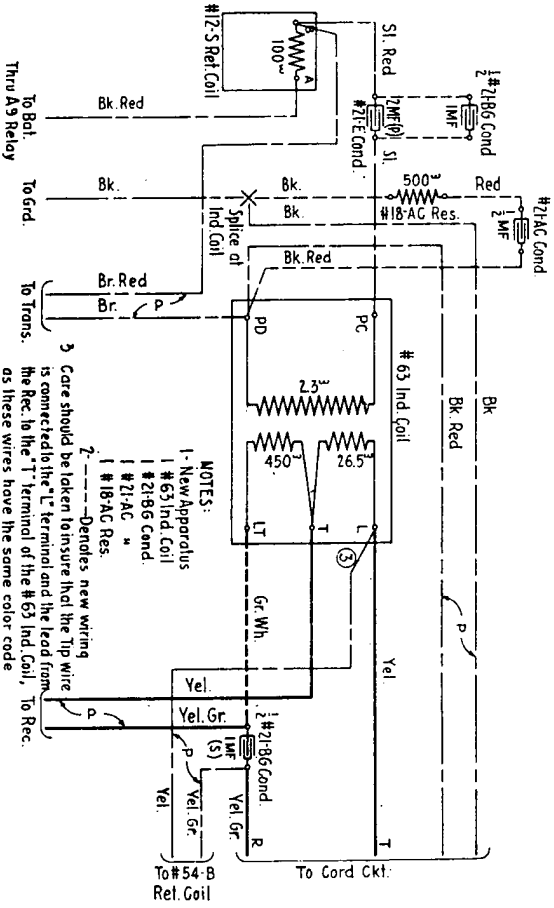 #12-S Ret. Coil
100ω
B
A
Sl. Red
½ #21-BG Cond
1MF
2MF(P)
#21-E Cond.
Sl.
Bk. Red
To Bat.
Thru A9 Relay
Bk.
To Grd.
Bk.
500ω
#18-AC Res.
Red
#21-AC Cond.
½ MF
Bk.
Splice at
Ind. Coil
Bk. Red
Br. Red
Br.
P
To Trans.
PD
PC
#63 Ind. Coil
2.3ω
450ω
26.5ω
LT
T
L
3
Bk
Bk. Red
P
NOTES:
1- New Apparatus
1 #63 Ind. Coil
1 #21-BG Cond.
1 #21-AC "
1 #18-AC Res.
2- ----- Denotes new wiring
3 Care should be taken to insure that the Tip wire
is connected to the "L" terminal and the lead from
the Rec. to the "T" terminal of the #63 Ind. Coil,
as these wires have the same color code
Gr. Wh.
Yel.
Yel.
Yel. Gr.
P
To Rec.
½ #21-BG Cond.
1MF
(S)
P
Yel.
Yel. Gr.
Yel. Gr.
R
T
To #54-B
Ret. Coil
To Cord Ckt.